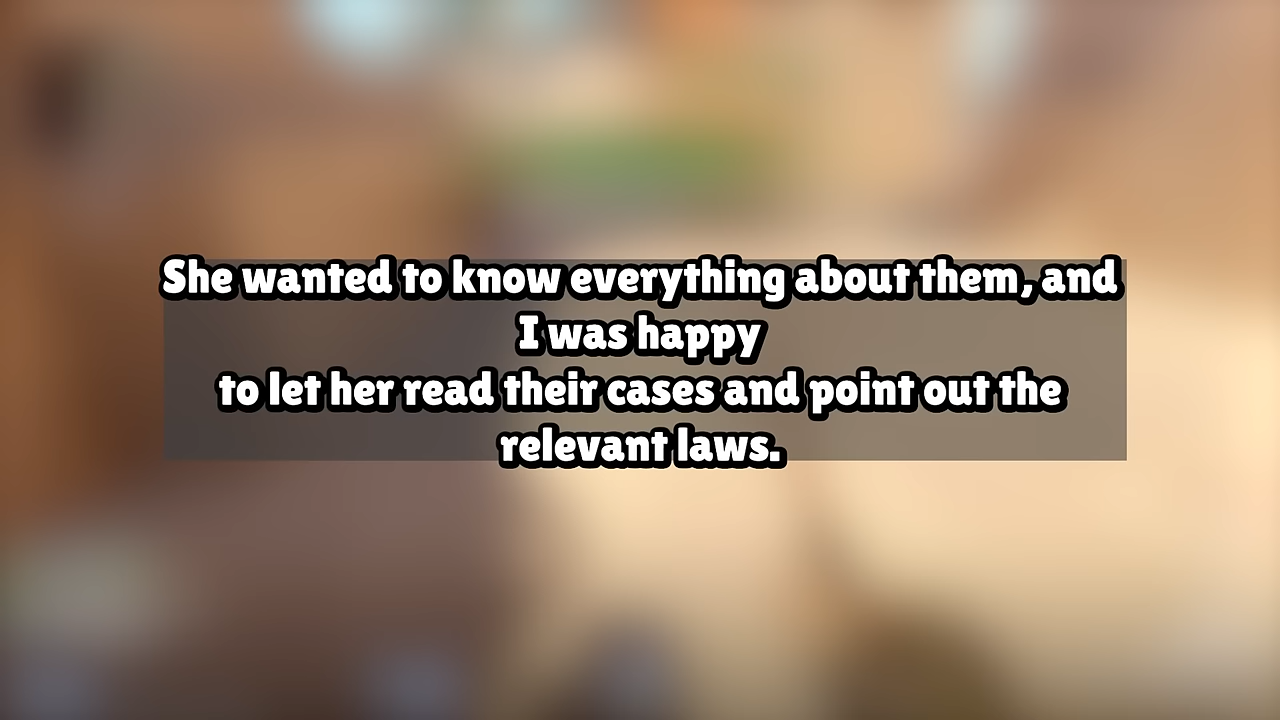 She wanted to know everything about them, and
I was happy
to let her read their cases and point out the
relevant laws.